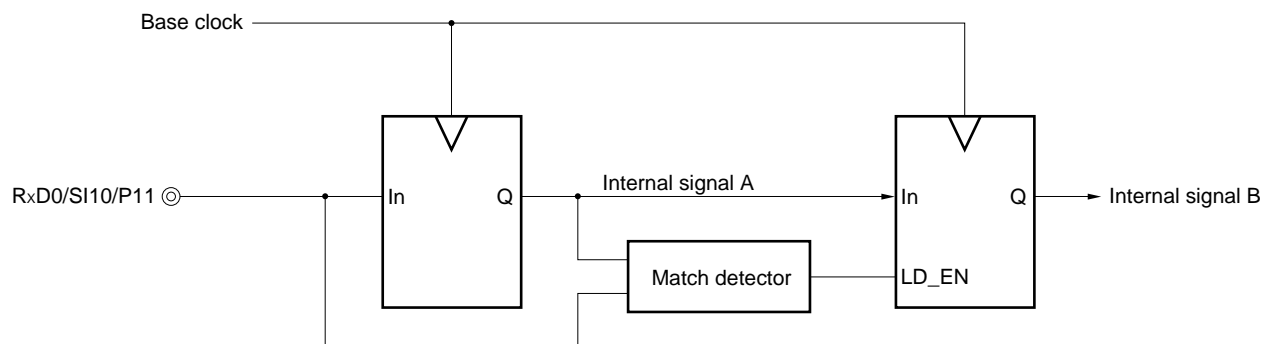 Base clock
RxD0/SI10/P11
In
Q
Internal signal A
In
Q
Internal signal B
Match detector
LD_EN